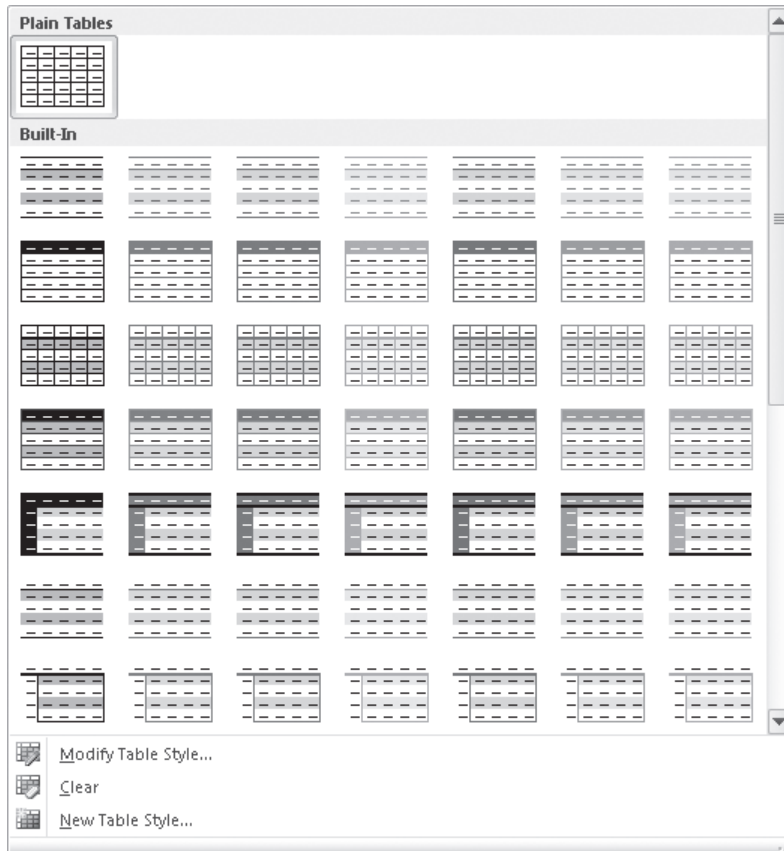 Plain Tables
Built-In
Modify Table Style...
Clear
New Table Style...